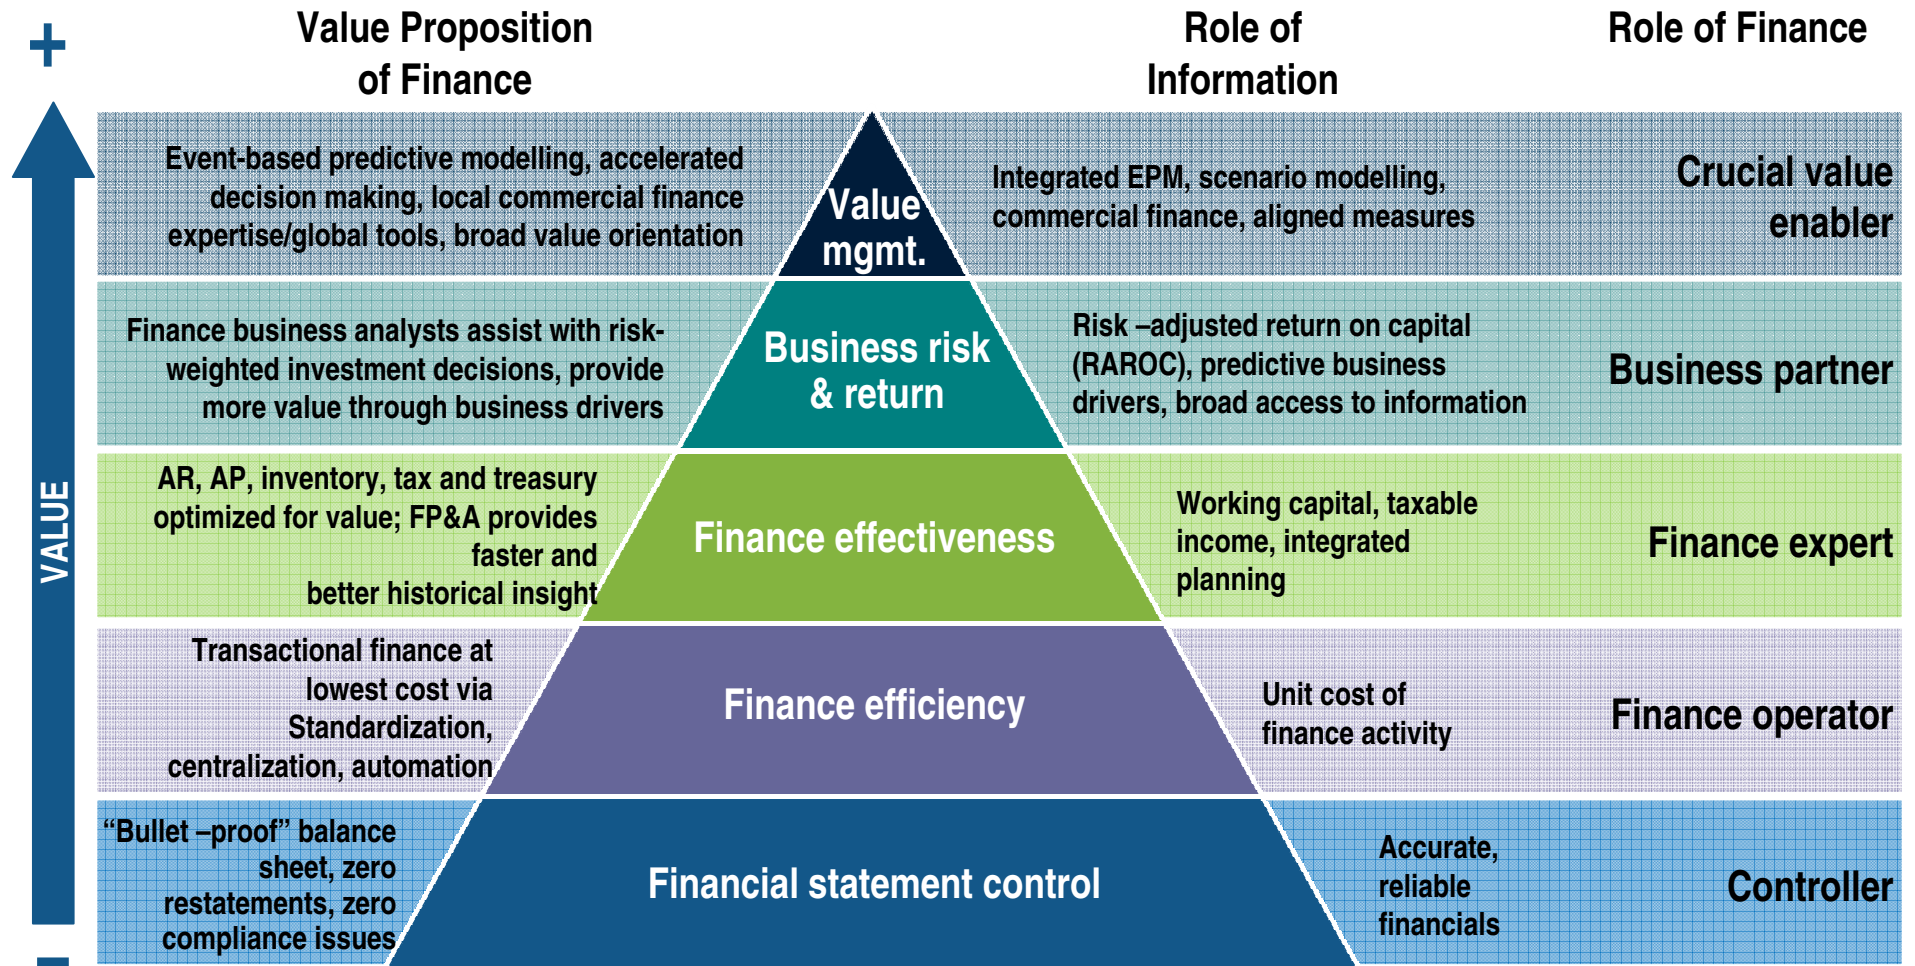 +
Value Proposition
of Finance
Role of
Information
Role of Finance
Event-based predictive modelling, accelerated
decision making, local commercial finance
expertise/global tools, broad value orientation
Value
mgmt.
Integrated EPM, scenario modelling,
commercial finance, aligned measures
Crucial value
enabler
Finance business analysts assist with risk-
weighted investment decisions, provide
more value through business drivers
Business risk
& return
Risk –adjusted return on capital
(RAROC), predictive business
drivers, broad access to information
Business partner
VALUE
AR, AP, inventory, tax and treasury
optimized for value; FP&A provides
faster and
better historical insight
Finance effectiveness
Working capital, taxable
income, integrated
planning
Finance expert
Transactional finance at
lowest cost via
Standardization,
centralization, automation
Finance efficiency
Unit cost of
finance activity
Finance operator
“Bullet –proof” balance
sheet, zero
restatements, zero
compliance issues
Financial statement control
Accurate,
reliable
financials
Controller
–